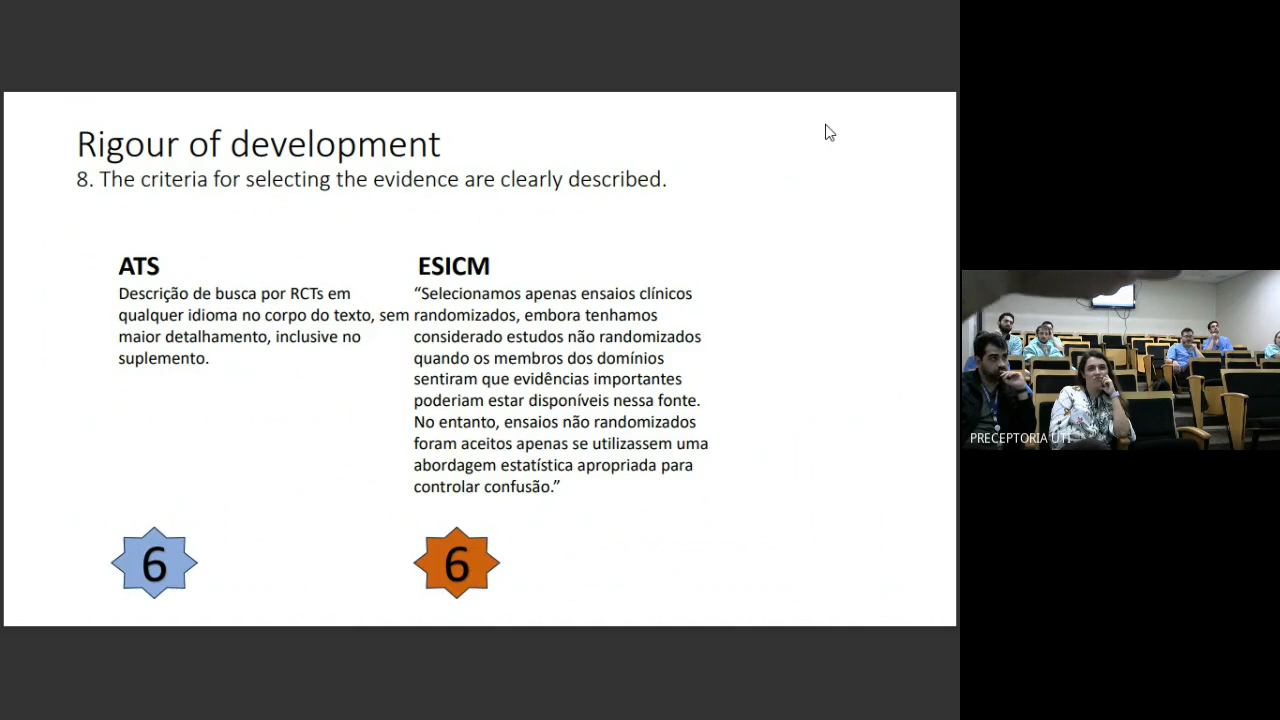 Rigour of development
8. The criteria for selecting the evidence are clearly described.
ATS
Descrição de busca por RCTs em
qualquer idioma no corpo do texto, sem
maior detalhamento, inclusive no
suplemento.
6
ESICM
“Selecionamos apenas ensaios clínicos
randomizados, embora tenhamos
considerado estudos não randomizados
quando os membros dos domínios
sentiram que evidências importantes
poderiam estar disponíveis nessa fonte.
No entanto, ensaios não randomizados
foram aceitos apenas se utilizassem uma
abordagem estatística apropriada para
controlar confusão.”
6
PRECEPTORIA UTI